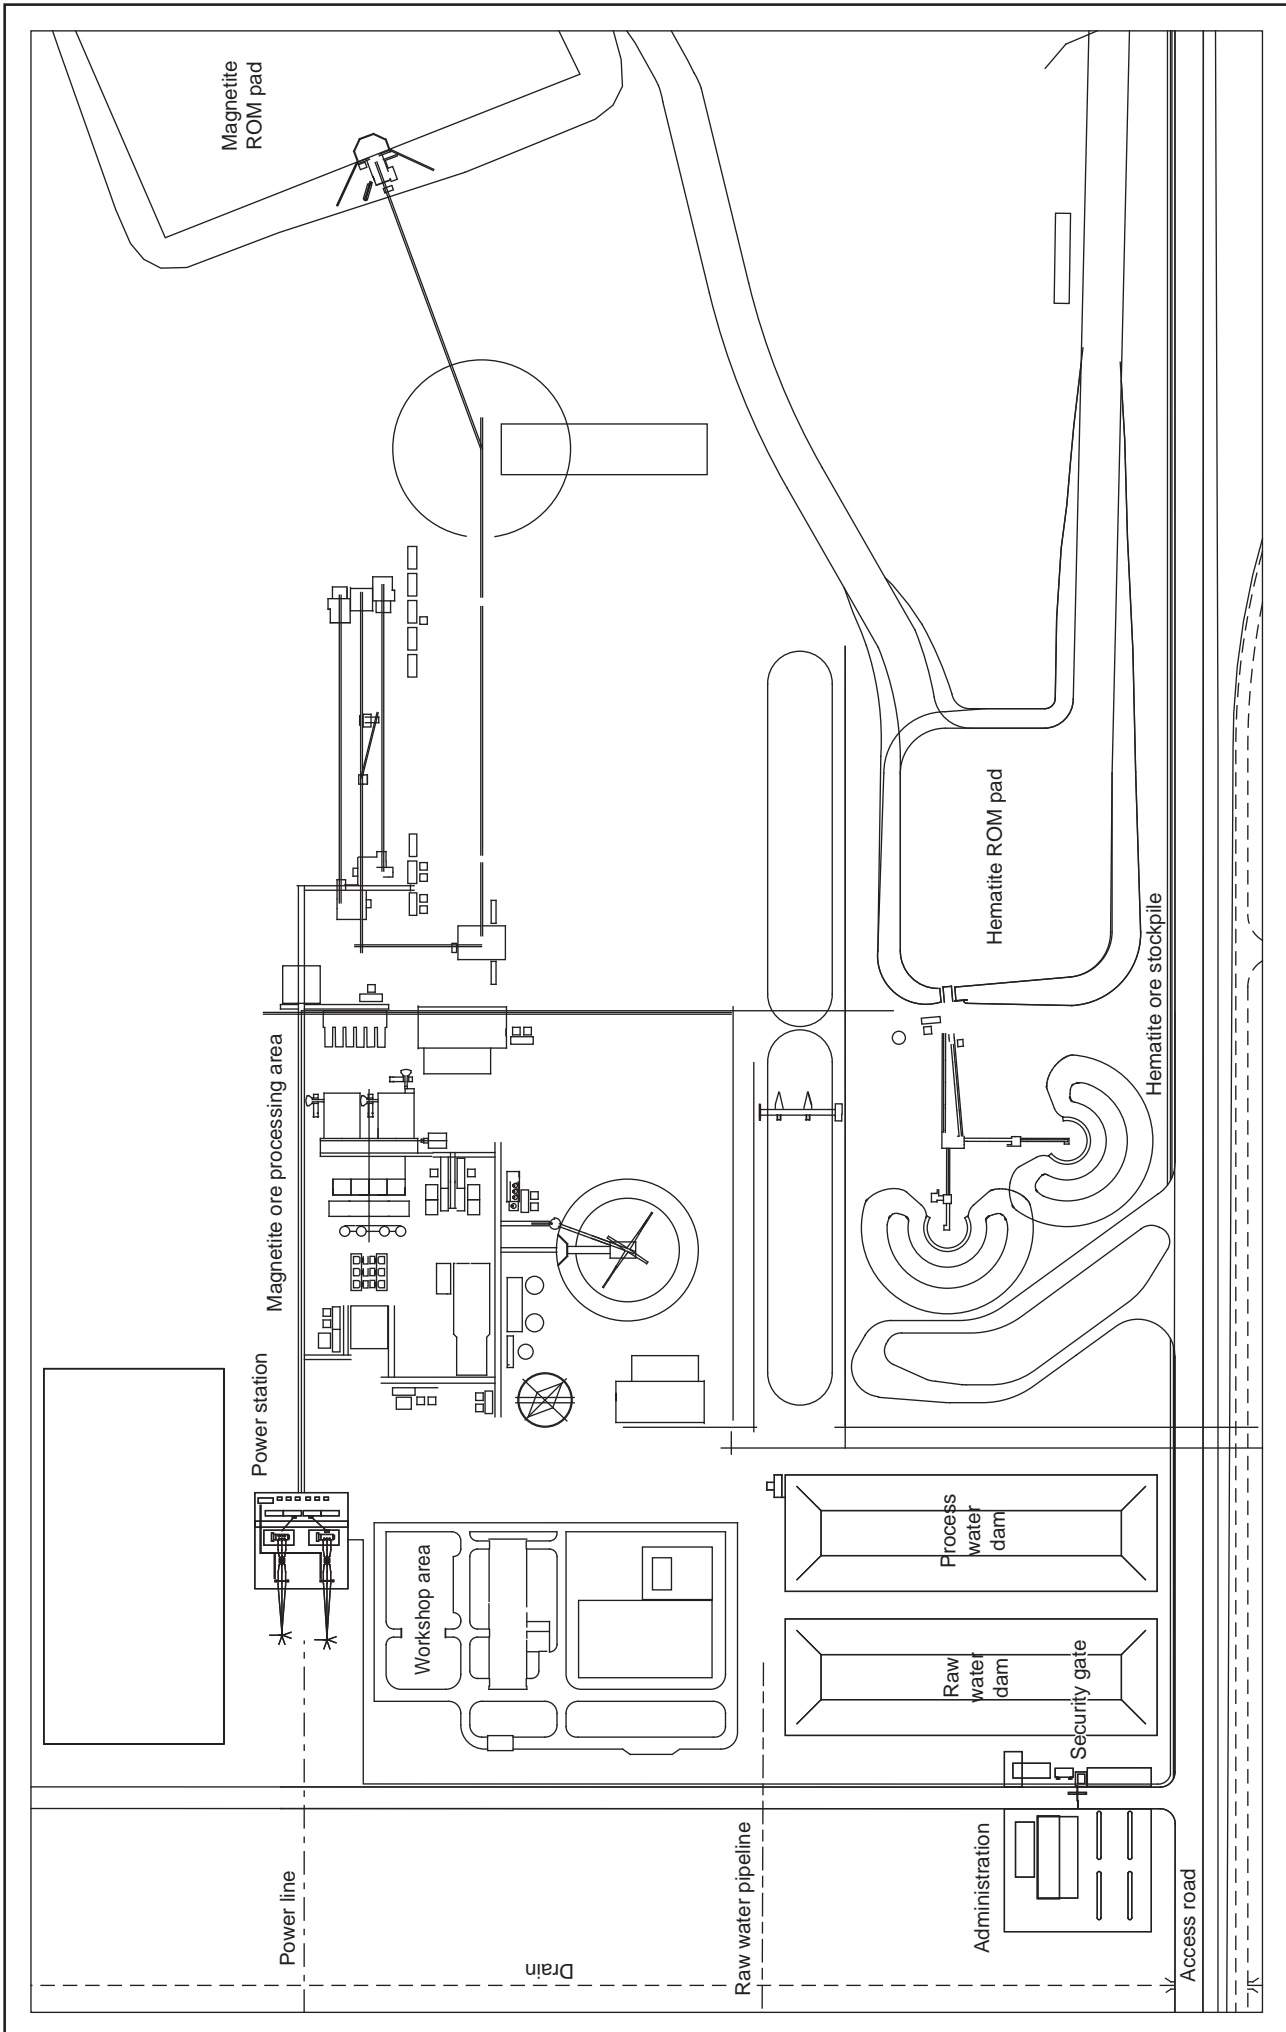 Magnetite
ROM pad
Hematite ROM pad
Hematite ore stockpile
Magnetite ore processing area
Power station
Workshop area
Process
water
dam
Raw
water
dam
Security gate
Administration
Access road
Raw water pipeline
Power line
Drain